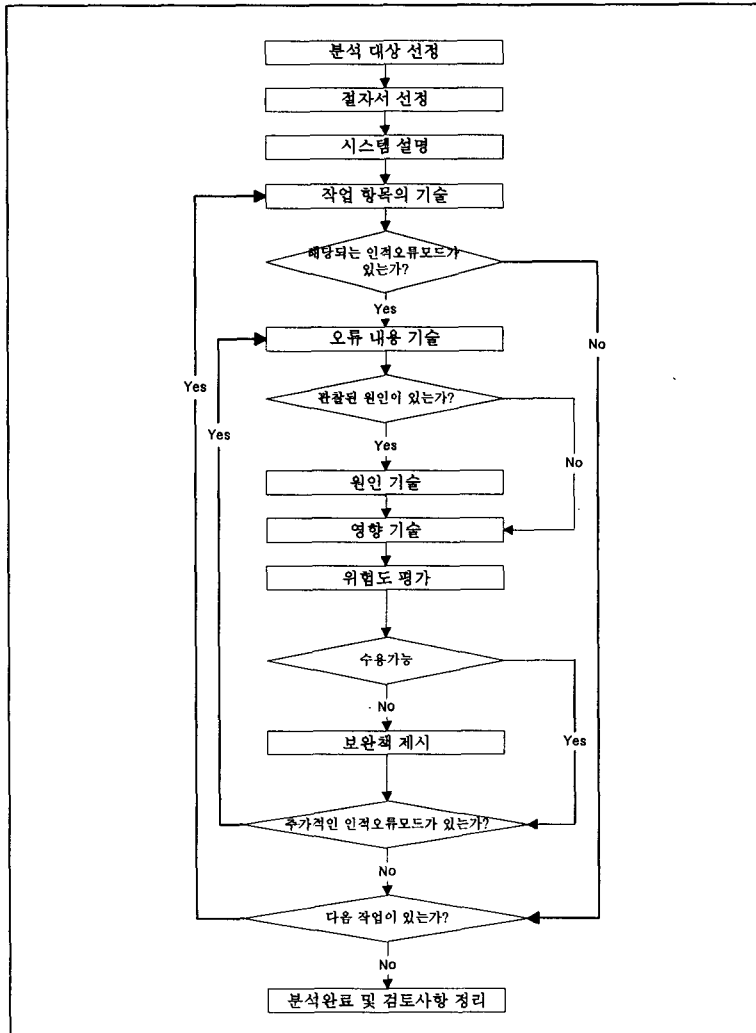 분석 대상 선정
절차서 선정
시스템 설명
작업 항목의 기술
해당되는 인적오류모드가
있는가?
Yes
No
오류 내용 기술
Yes
Yes
관찰된 원인이 있는가?
Yes
No
원인 기술
영향 기술
위험도 평가
수용가능
No
Yes
보완책 제시
추가적인 인적오류모드가 있는가?
No
다음 작업이 있는가?
No
분석완료 및 검토사항 정리